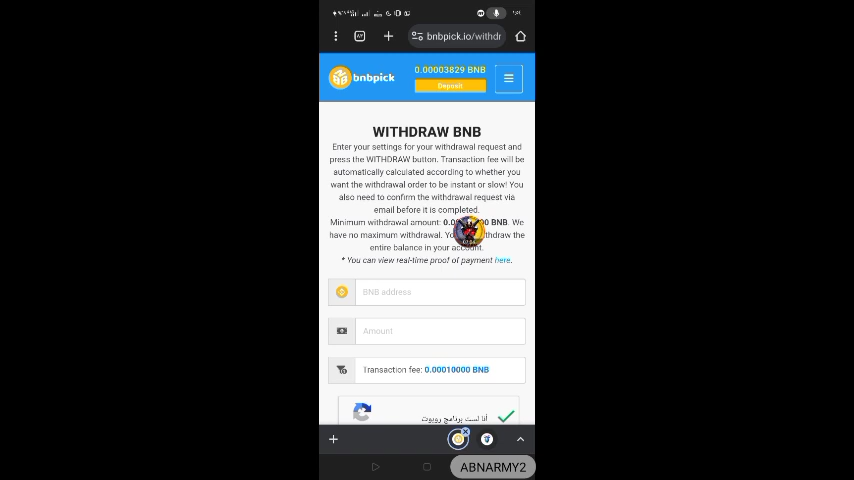 bnbpick.io/withdr
bnbpick
0.00003829 BNB
Deposit
WITHDRAW BNB
Enter your settings for your withdrawal request and
press the WITHDRAW button. Transaction fee will be
automatically calculated according to whether you
want the withdrawal order to be instant or slow! You
also need to confirm the withdrawal request via
email before it is completed.
Minimum withdrawal amount: BNB. We
have no maximum withdrawal. the
entire balance in your account.
* You can view real-time proof of payment here.
BNB address
Amount
Transaction fee: 0.00010000 BNB
أنا لست برنامج روبوت
ABNARMY2